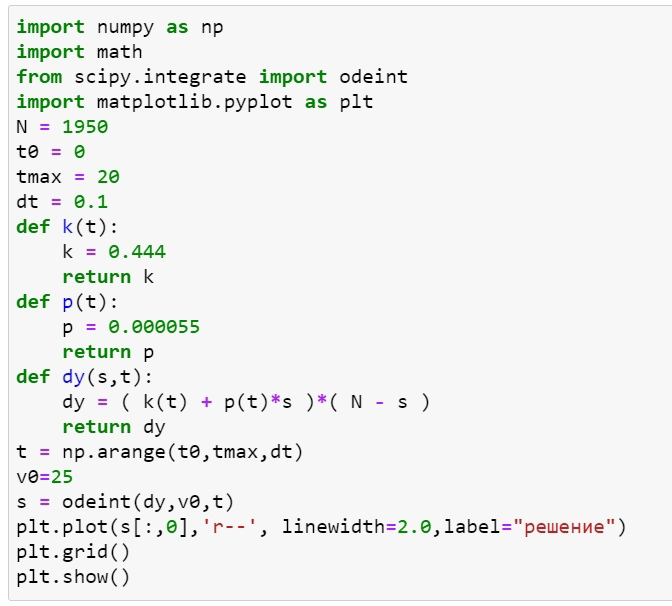 import numpy as np
import math
from scipy.integrate import odeint
import matplotlib.pyplot as plt
N = 1950
t0 = 0
tmax = 20
dt = 0.1
def k(t):
    k = 0.444
    return k
def p(t):
    p = 0.000055
    return p
def dy(s,t):
    dy = ( k(t) + p(t)*s )*( N - s )
    return dy
t = np.arange(t0,tmax,dt)
v0=25
s = odeint(dy,v0,t)
plt.plot(s[:,0],'r--', linewidth=2.0,label="решение")
plt.grid()
plt.show()